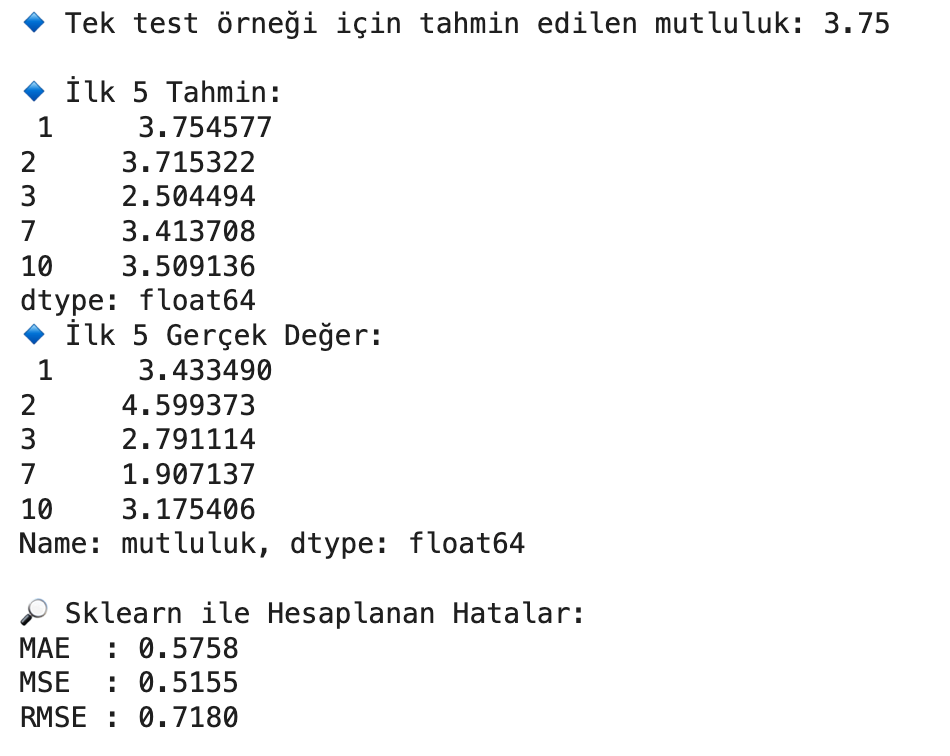 🔹 Tek test örneği için tahmin edilen mutluluk: 3.75
🔹 İlk 5 Tahmin:
1     3.754577
2     3.715322
3     2.504494
7     3.413708
10    3.509136
dtype: float64
🔹 İlk 5 Gerçek Değer:
1     3.433490
2     4.599373
3     2.791114
7     1.907137
10    3.175406
Name: mutluluk, dtype: float64
🔎 Sklearn ile Hesaplanan Hatalar:
MAE  : 0.5758
MSE  : 0.5155
RMSE : 0.7180